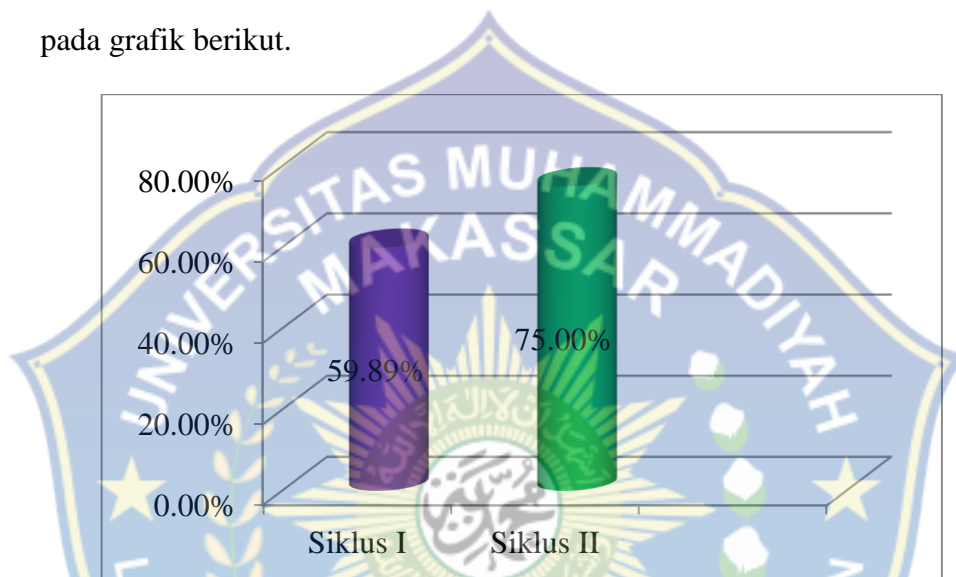 pada grafik berikut.
UNIVERSITAS MUHAMMADIYAH
MAKASSAR
80.00%
60.00%
40.00%
20.00%
0.00%
59.89%
75.00%
Siklus I
Siklus II